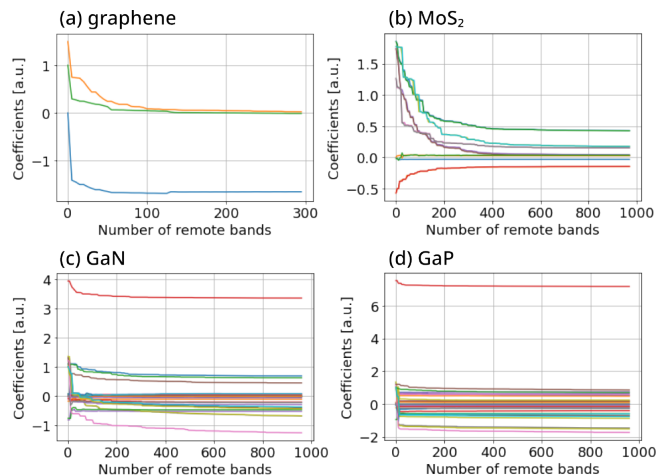 (a) graphene
Coefficients [a.u.]
1
0
−1
0 100 200 300
Number of remote bands
(b) MoS₂
Coefficients [a.u.]
1.5
1.0
0.5
0.0
−0.5
0 200 400 600 800 1000
Number of remote bands
(c) GaN
Coefficients [a.u.]
4
3
2
1
0
−1
0 200 400 600 800 1000
Number of remote bands
(d) GaP
Coefficients [a.u.]
6
4
2
0
−2
0 200 400 600 800 1000
Number of remote bands